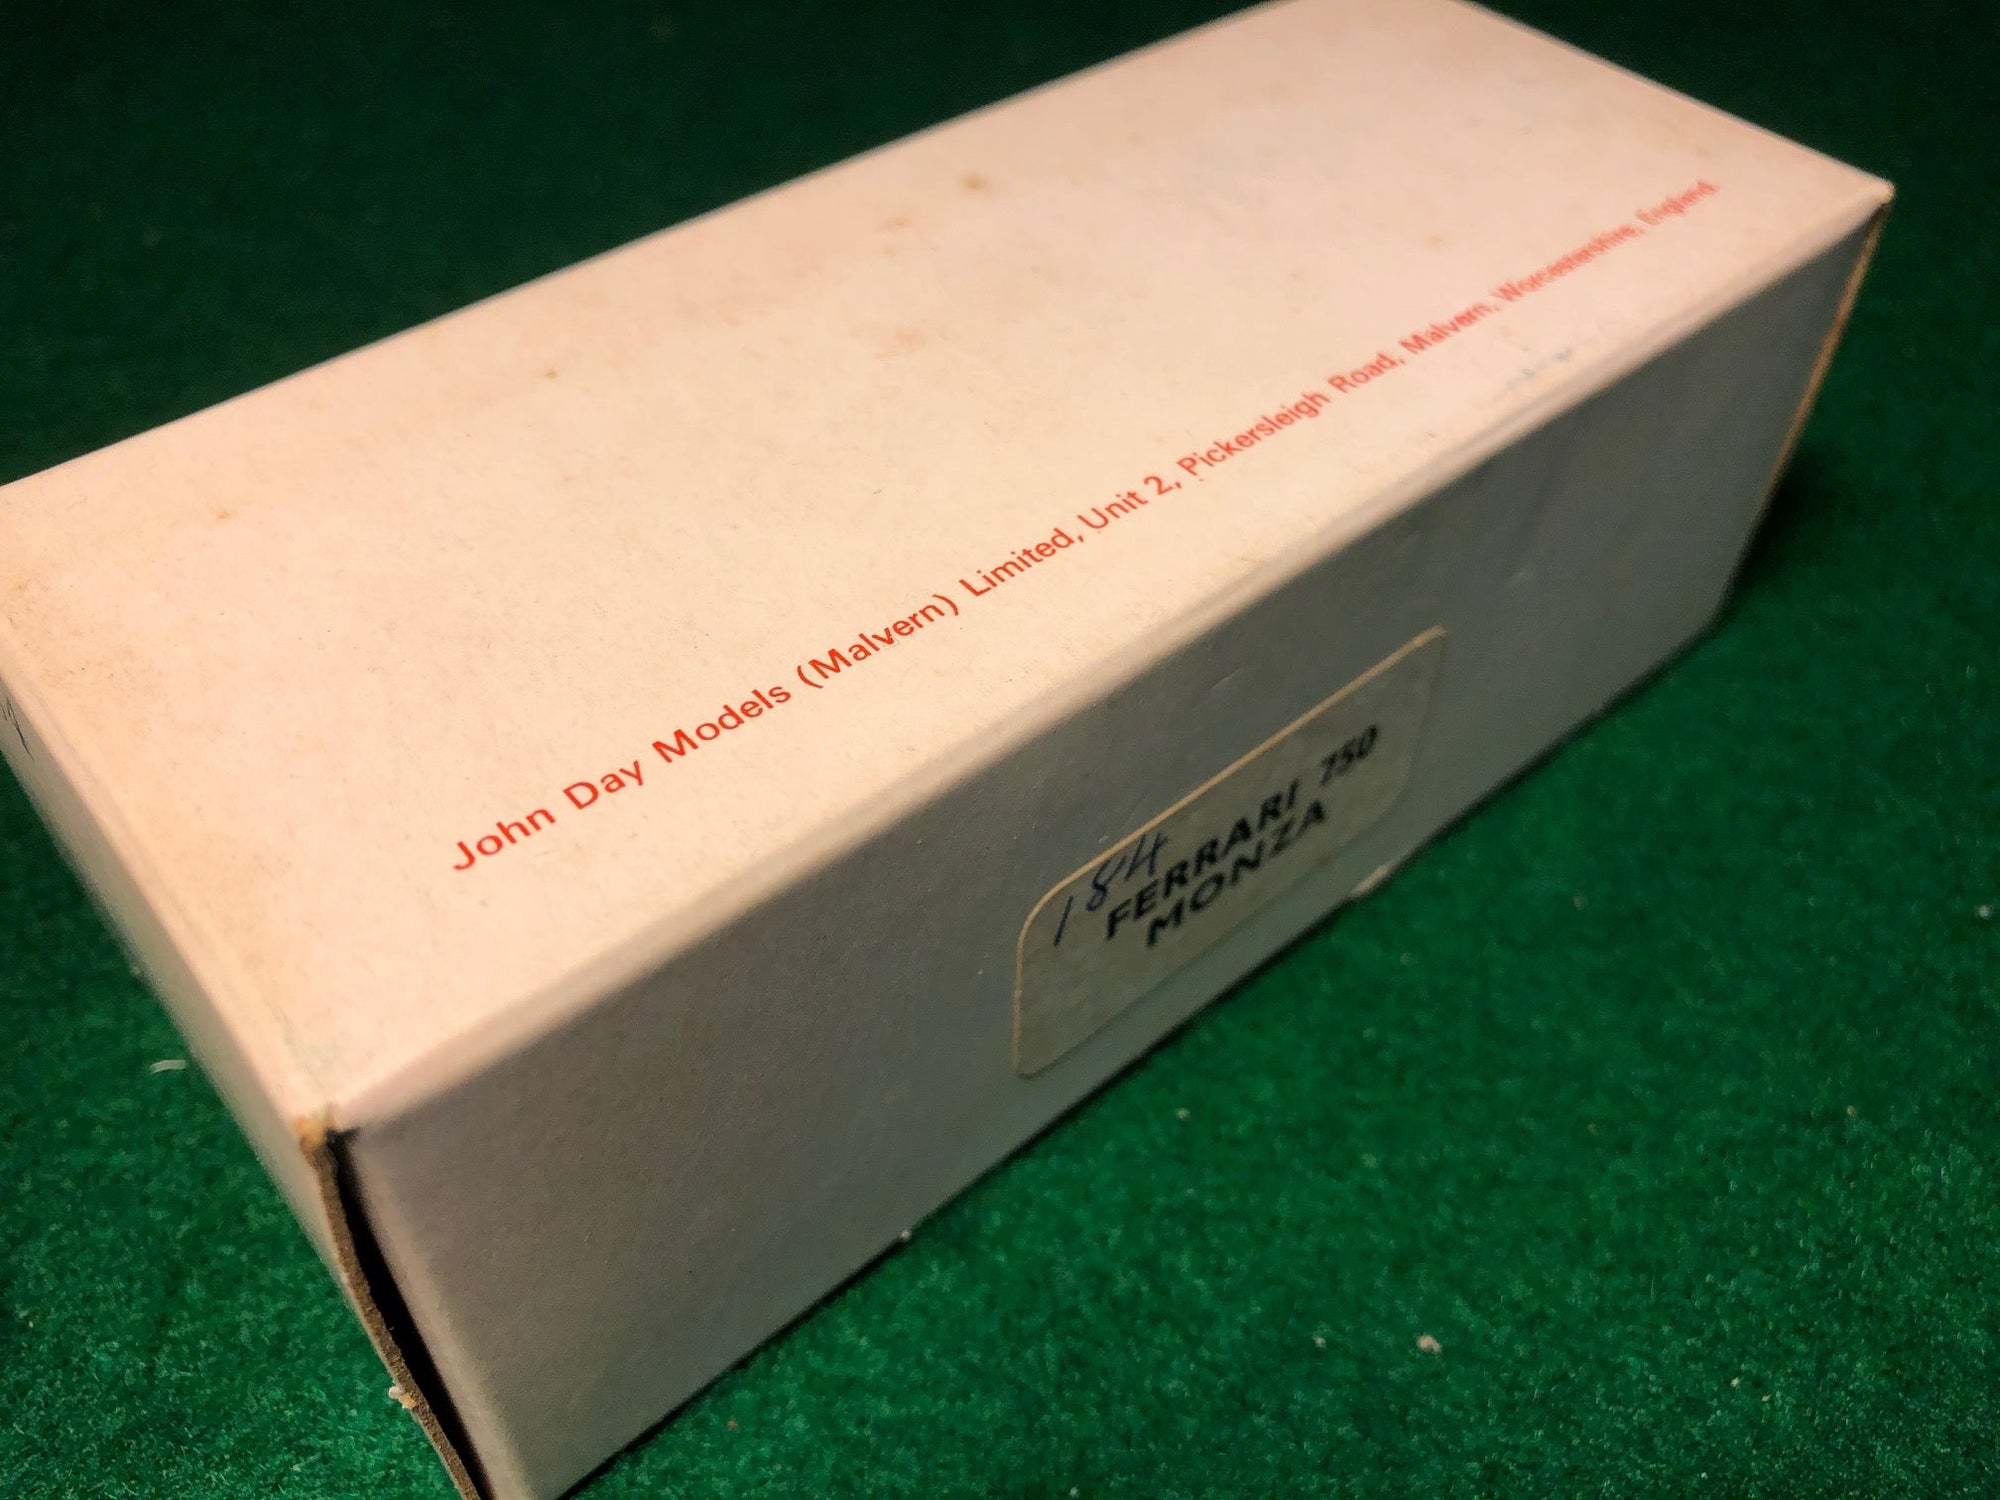 John Day Models (Malvern) Limited, Unit 2, Pickersleigh Road, Malvern, Worcestershire, England.
184
FERRARI 750
MONZA